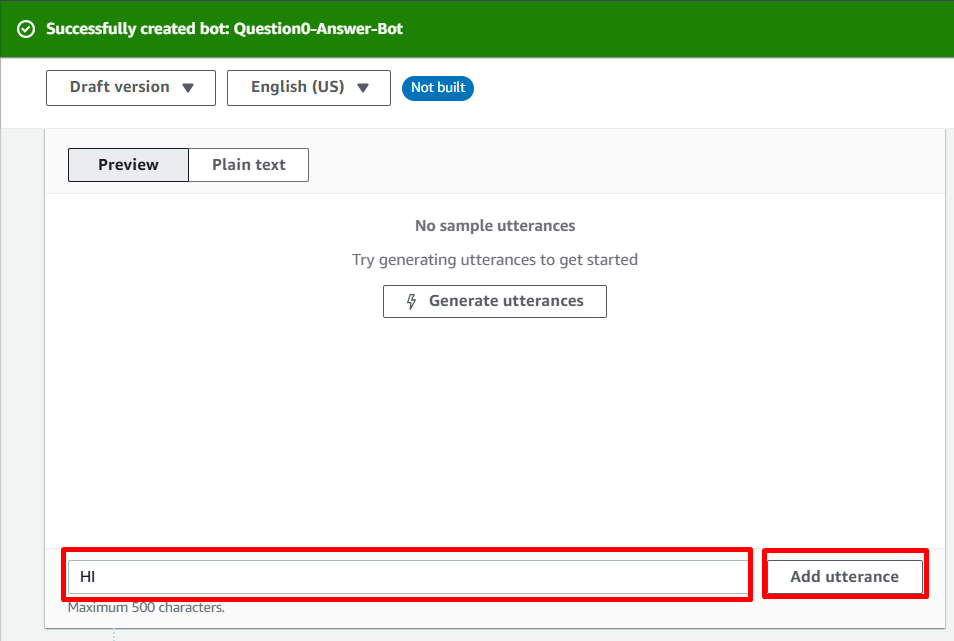 Successfully created bot: Question0-Answer-Bot
Draft version English (US) Not built
Preview Plain text
No sample utterances
Try generating utterances to get started
Generate utterances
HI Add utterance
Maximum 500 characters.